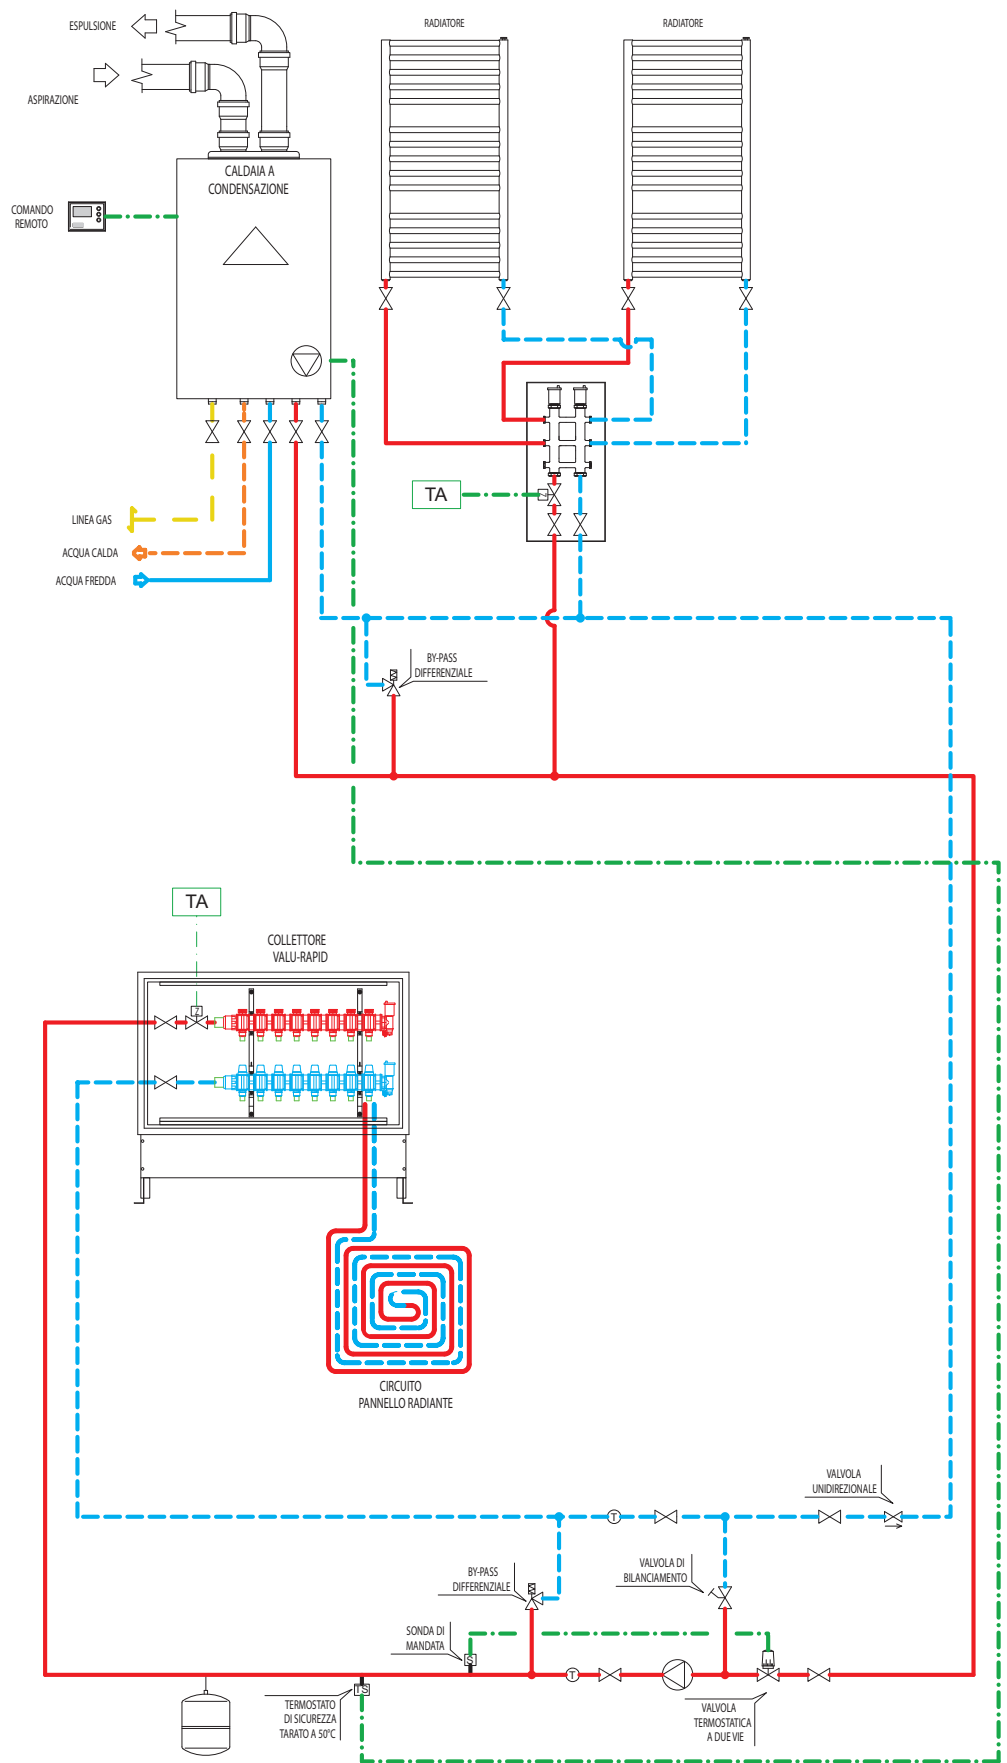 ESPULSIONE
ASPIRAZIONE
RADIATORE
RADIATORE
CALDAIA A
CONDENSAZIONE
COMANDO
REMOTO
TA
LINEA GAS
ACQUA CALDA
ACQUA FREDDA
BY-PASS
DIFFERENZIALE
TA
COLLETTORE
VALU-RAPID
Z
CIRCUITO
PANNELLO RADIANTE
VALVOLA
UNIDIREZIONALE
T
BY-PASS
DIFFERENZIALE
VALVOLA DI
BILANCIAMENTO
SONDA DI
MANDATA
S
T
TS
TERMOSTATO
DI SICUREZZA
TARATO A 50°C
VALVOLA
TERMOSTATICA
A DUE VIE